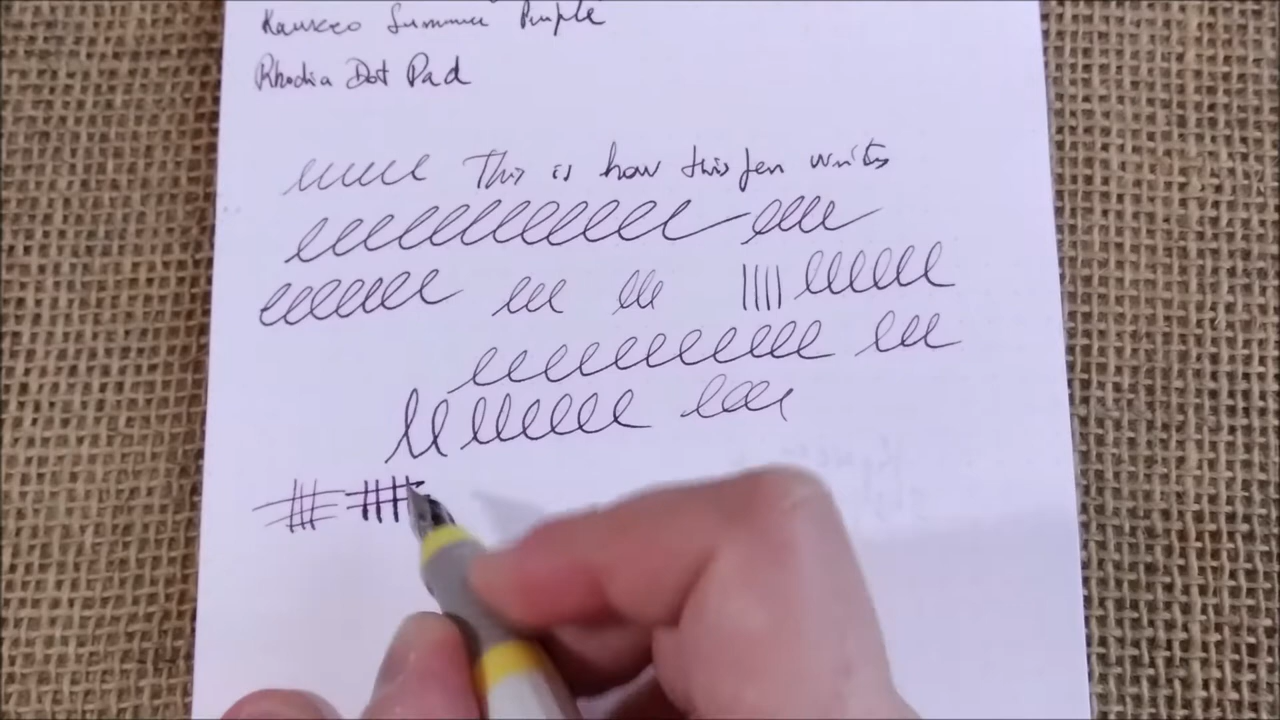 Kaweco Summer Purple
Rhodia Dot Pad
This is how this pen writes